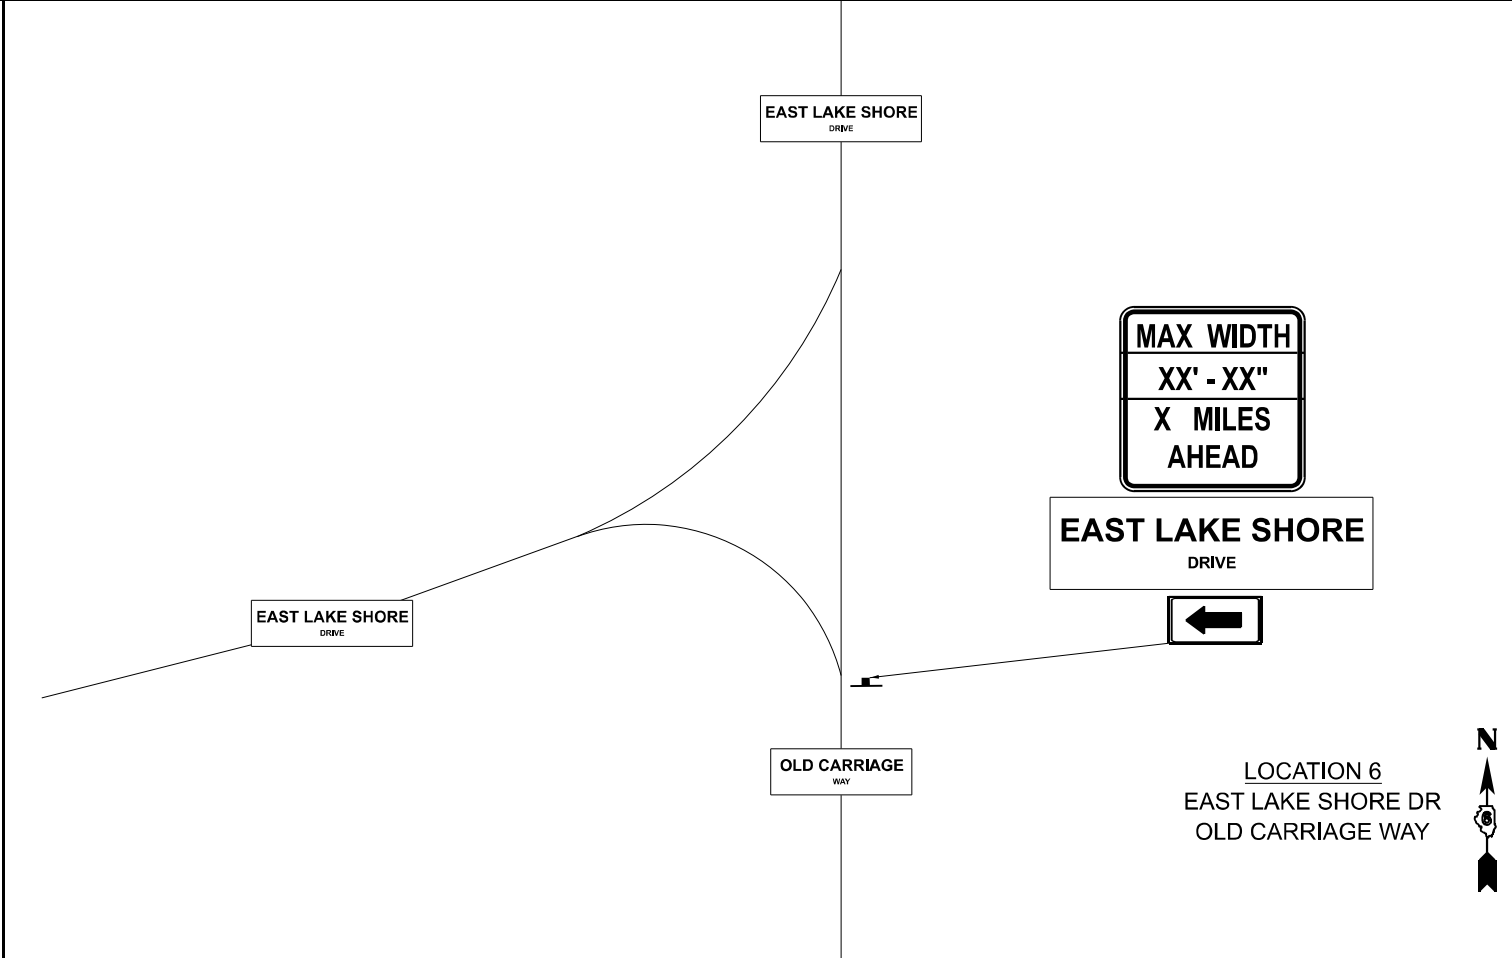 EAST LAKE SHORE
DRIVE
MAX WIDTH
XX' - XX"
X MILES
AHEAD
EAST LAKE SHORE
DRIVE
EAST LAKE SHORE
DRIVE
OLD CARRIAGE
WAY
LOCATION 6
EAST LAKE SHORE DR
OLD CARRIAGE WAY
N
6